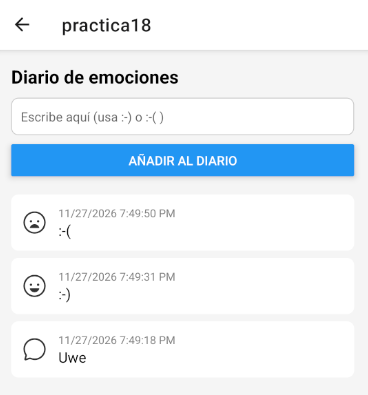 practica18
Diario de emociones
Escribe aquí (usa :-) o :-( )
AÑADIR AL DIARIO
11/27/2026 7:49:50 PM
:-(
11/27/2026 7:49:31 PM
:-)
11/27/2026 7:49:18 PM
Uwe